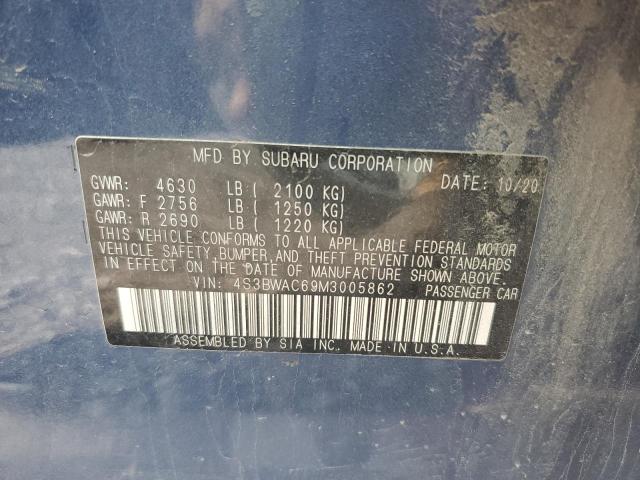 MFD BY SUBARU CORPORATION
GVWR: 4630 LB ( 2100 KG) DATE: 10/20
GAWR: F 2756 LB ( 1250 KG)
GAWR: R 2690 LB ( 1220 KG)
THIS VEHICLE CONFORMS TO ALL APPLICABLE FEDERAL MOTOR
VEHICLE SAFETY, BUMPER, AND THEFT PREVENTION STANDARDS
IN EFFECT ON THE DATE OF MANUFACTURE SHOWN ABOVE.
VIN: 4S3BWAC69M3005862 PASSENGER CAR
ASSEMBLED BY SIA INC. MADE IN U.S.A.